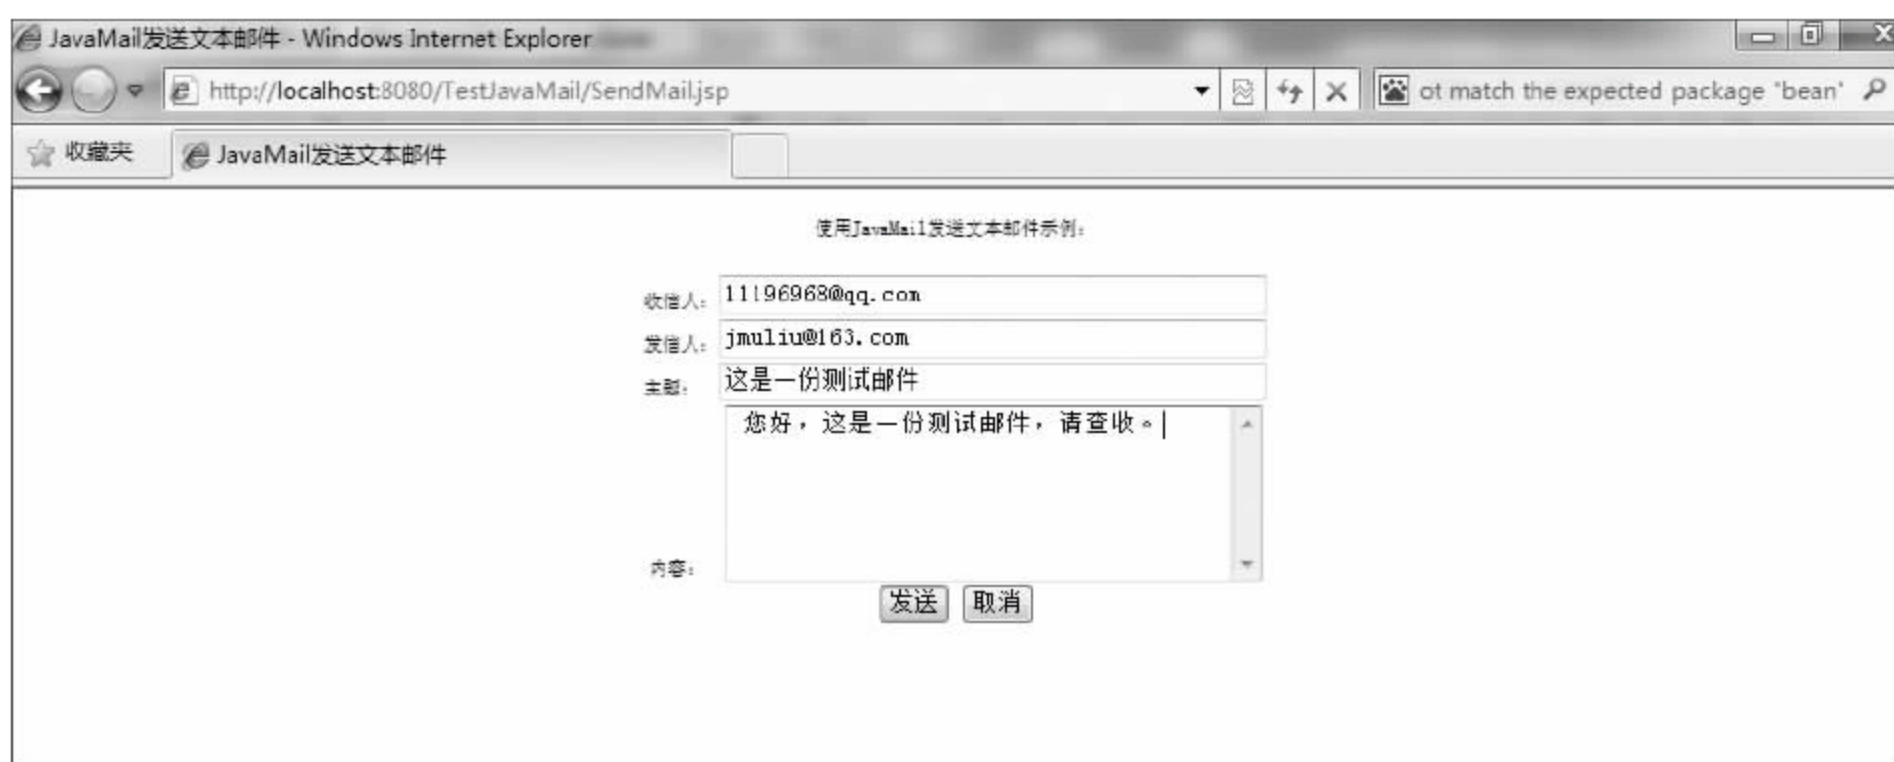 JavaMail发送文本邮件 - Windows Internet Explorer
http://localhost:8080/TestJavaMail/SendMail.jsp
ot match the expected package 'bean'
收藏夹
JavaMail发送文本邮件
使用JavaMail发送文本邮件示例：
收信人： 11196968@qq.com
发信人： jmuliu@163.com
主题： 这是一份测试邮件
您好，这是一份测试邮件，请查收。
内容：
发送 取消